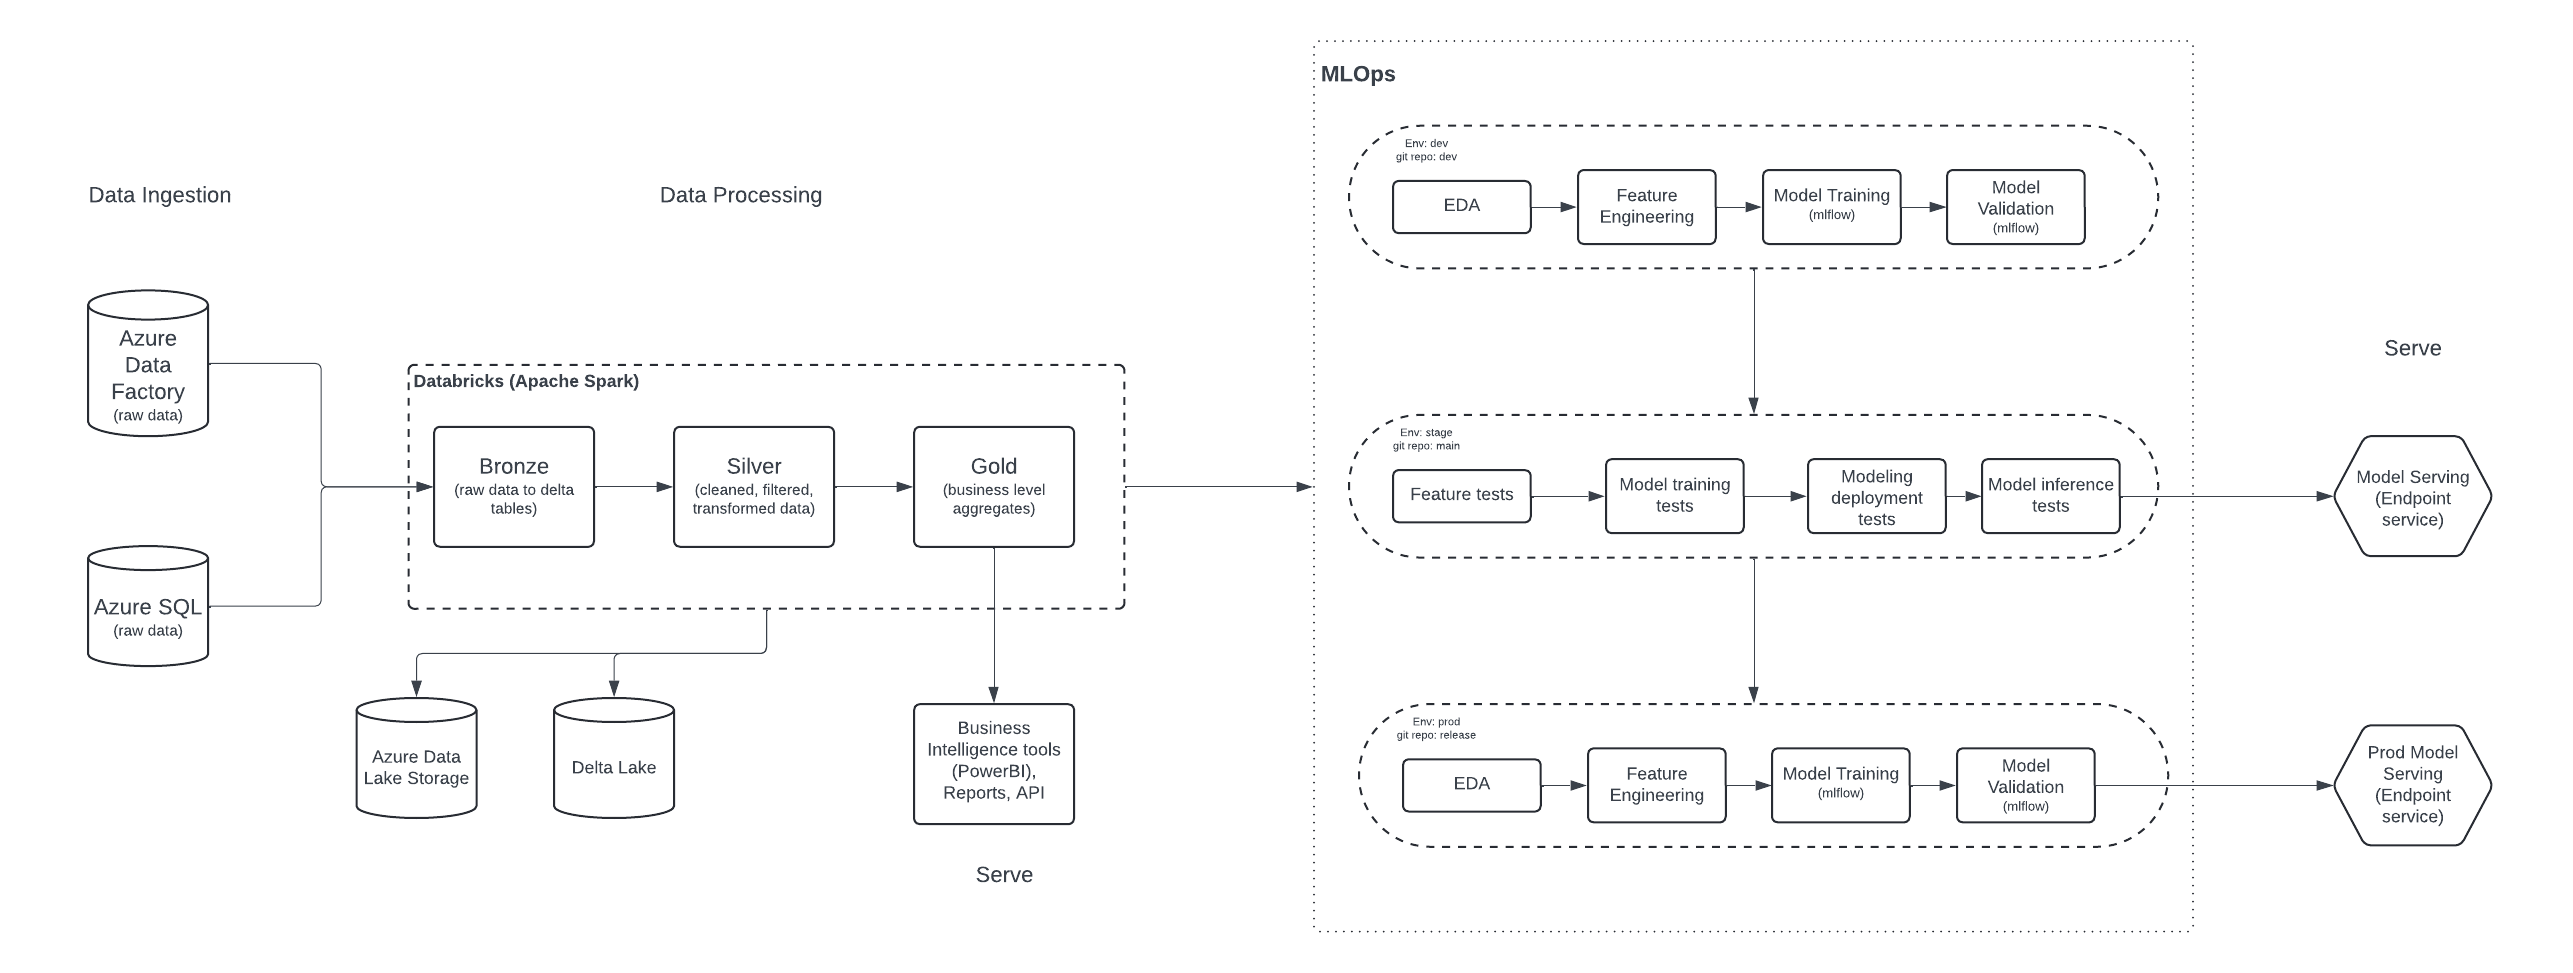 Data Ingestion
Data Processing
Azure
Data
Factory
(raw data)
Azure SQL
(raw data)
Databricks (Apache Spark)
Bronze
(raw data to delta
tables)
Silver
(cleaned, filtered,
transformed data)
Gold
(business level
aggregates)
Azure Data
Lake Storage
Delta Lake
Business
Intelligence tools
(PowerBI),
Reports, API
Serve
MLOps
Env: dev
git repo: dev
EDA
Feature
Engineering
Model Training
(mlflow)
Model
Validation
(mlflow)
Env: stage
git repo: main
Feature tests
Model training
tests
Modeling
deployment
tests
Model inference
tests
Env: prod
git repo: release
EDA
Feature
Engineering
Model Training
(mlflow)
Model
Validation
(mlflow)
Serve
Model Serving
(Endpoint
service)
Prod Model
Serving
(Endpoint
service)